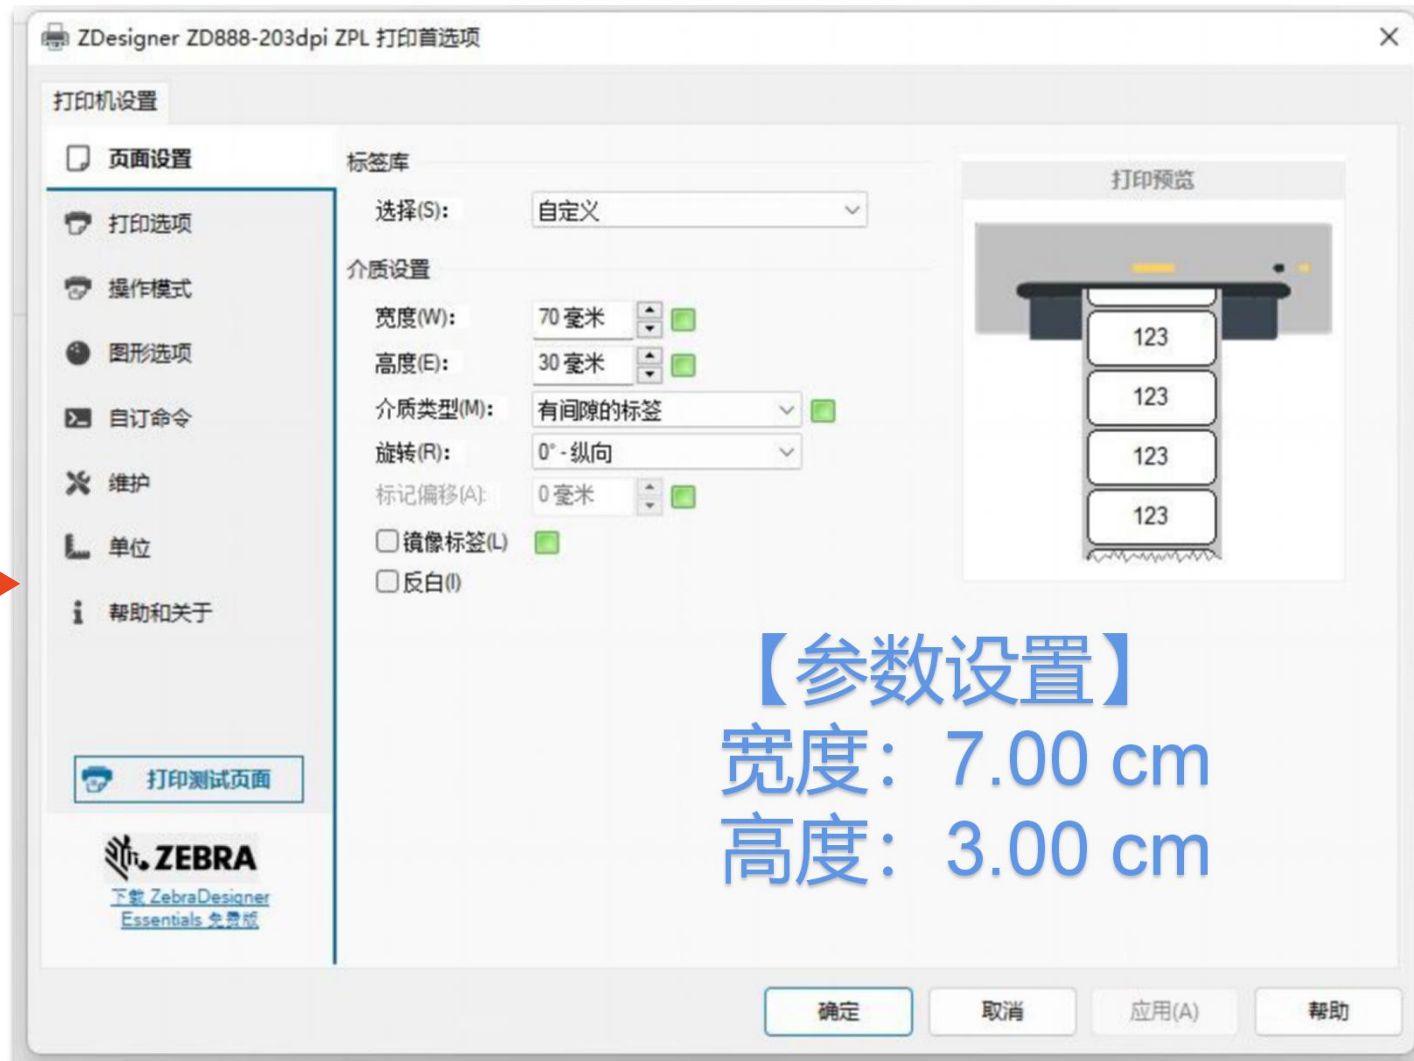 ZDesigner ZD888-203dpi ZPL 打印首选项
打印机设置
页面设置
打印选项
操作模式
图形选项
自订命令
维护
单位
帮助和关于
打印测试页面
ZEBRA
下载 ZebraDesigner
Essentials 免费版
标签库
选择(S): 自定义
介质设置
宽度(W): 70 毫米
高度(E): 30 毫米
介质类型(M): 有间隙的标签
旋转(R): 0° - 纵向
标记偏移(A): 0 毫米
镜像标签(L)
反白(I)
打印预览
123
123
123
123
【参数设置】
宽度：7.00 cm
高度：3.00 cm
确定 取消 应用(A) 帮助